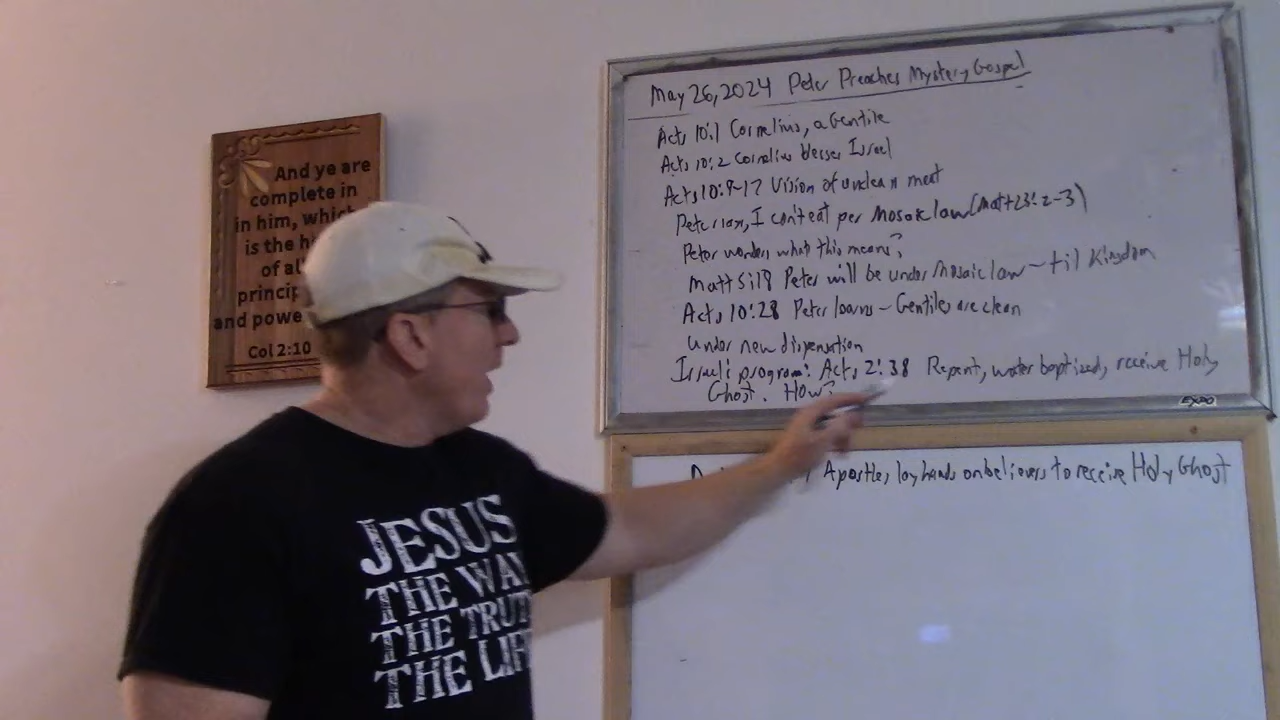 And ye are
complete in
in him, which
is the
of al
princip
and powe
Col 2:10
May 26, 2024 Peter Preaches Mystery Gospel
Acts 10:1 Cornelius, a Gentile
Acts 10:2 Cornelius blesses Israel
Acts 10:9-17 Vision of unclean meat
Peter says, I can't eat per Mosaic law (Matt 23:2-3)
Peter wonders what this means?
Matt 5:18 Peter will be under Mosaic law - til Kingdom
Acts 10:28 Peter learns - Gentiles are clean
under new dispensation
Israel's program: Acts 2:38 Repent, water baptized, receive Holy
Ghost. How?
EXPO
Apostles lay hands on believers to receive Holy Ghost
JESUS
THE WAY
THE TRUT
THE LIF